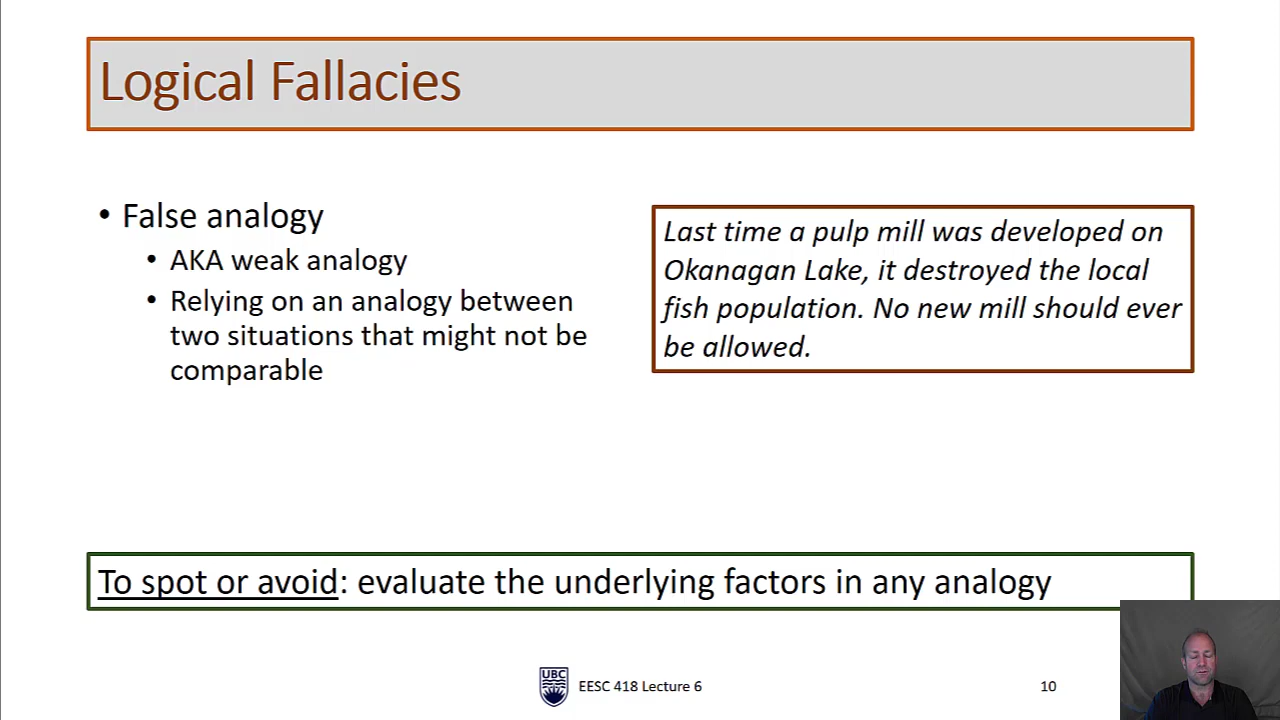 Logical Fallacies
• False analogy
• AKA weak analogy
• Relying on an analogy between
two situations that might not be
comparable
Last time a pulp mill was developed on
Okanagan Lake, it destroyed the local
fish population. No new mill should ever
be allowed.
To spot or avoid: evaluate the underlying factors in any analogy
UBC
EESC 418 Lecture 6
10